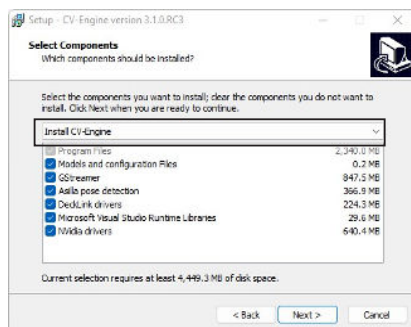 Setup - CV-Engine version 3.1.0.RC3
Select Components
Which components should be installed?
Select the components you want to install; clear the components you do not want to
install. Click Next when you are ready to continue.
Install CV-Engine
Program Files 2,340.0 MB
Models and configuration Files 0.2 MB
GStreamer 847.5 MB
Asilla pose detection 366.9 MB
DeckLink drivers 224.3 MB
Microsoft Visual Studio Runtime Libraries 29.6 MB
NVidia drivers 640.4 MB
Current selection requires at least 4,449.3 MB of disk space.
< Back Next > Cancel